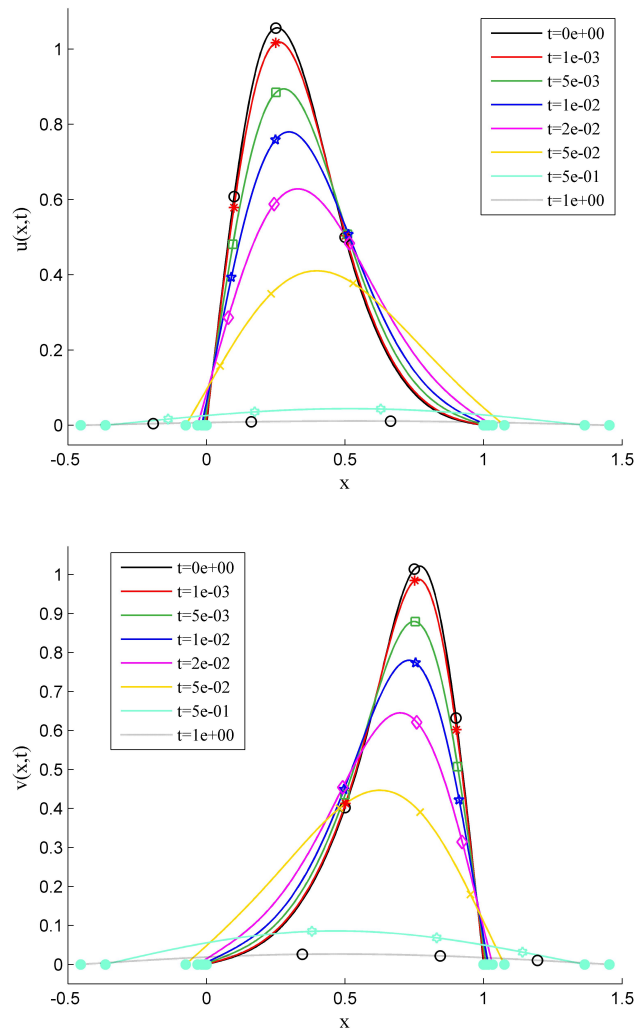 1
0.8
0.6
0.4
0.2
0
-0.5
0
0.5
1
1.5
x
u(x,t)
t=0e+00
t=1e-03
t=5e-03
t=1e-02
t=2e-02
t=5e-02
t=5e-01
t=1e+00
1
0.9
0.8
0.7
0.6
0.5
0.4
0.3
0.2
0.1
0
-0.5
0
0.5
1
1.5
x
v(x,t)
t=0e+00
t=1e-03
t=5e-03
t=1e-02
t=2e-02
t=5e-02
t=5e-01
t=1e+00